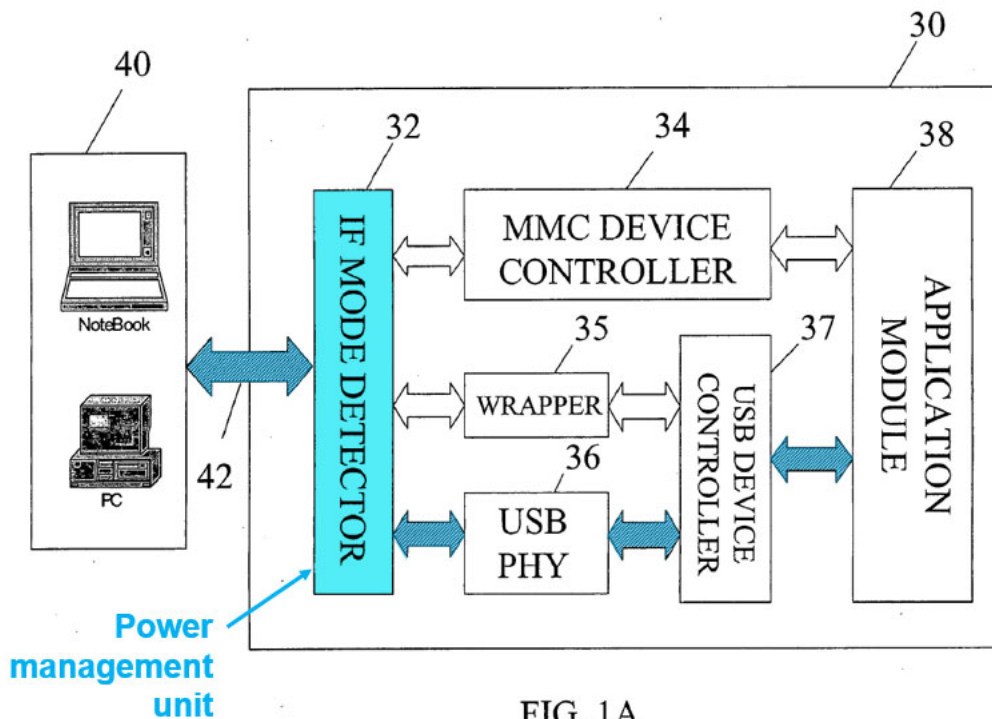 40
30
32
34
38
IF MODE DETECTOR
MMC DEVICE
CONTROLLER
APPLICATION
MODULE
NoteBook
35
37
WRAPPER
USB DEVICE
CONTROLLER
42
36
PC
USB
PHY
Power
management
unit
FIG. 1A